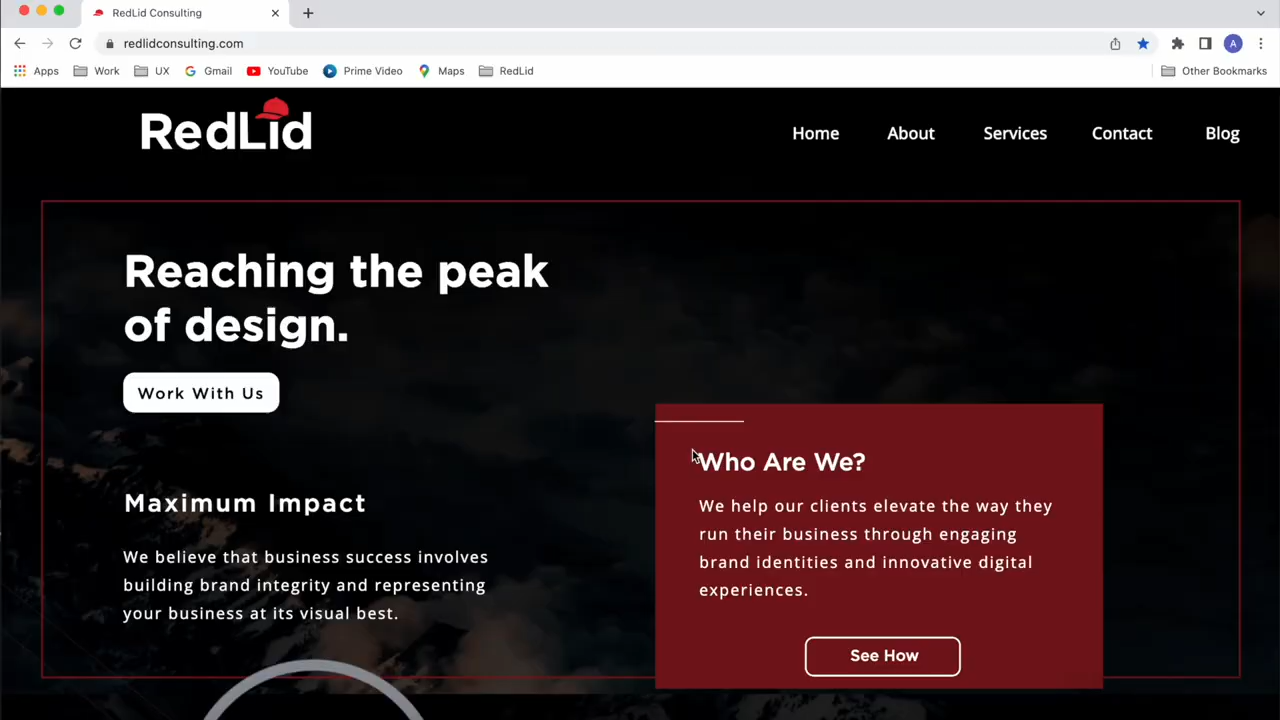 RedLid Consulting
redlidconsulting.com
A
Apps Work UX Gmail YouTube Prime Video Maps RedLid Other Bookmarks
RedLid
Home About Services Contact Blog
Reaching the peak
of design.
Work With Us
Maximum Impact
We believe that business success involves
building brand integrity and representing
your business at its visual best.
Who Are We?
We help our clients elevate the way they
run their business through engaging
brand identities and innovative digital
experiences.
See How